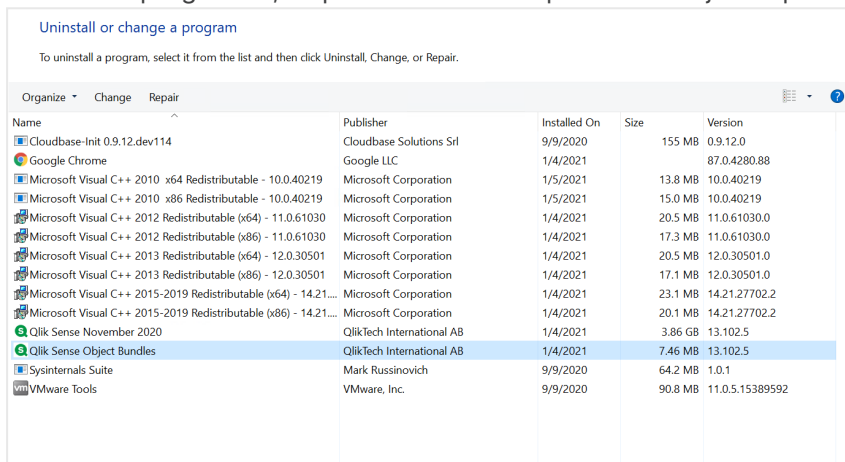 Uninstall or change a program
To uninstall a program, select it from the list and then click Uninstall, Change, or Repair.
Organize Change Repair
Name Publisher Installed On Size Version
Cloudbase-Init 0.9.12.dev114 Cloudbase Solutions Srl 9/9/2020 155 MB 0.9.12.0
Google Chrome Google LLC 1/4/2021 87.0.4280.88
Microsoft Visual C++ 2010 x64 Redistributable - 10.0.40219 Microsoft Corporation 1/5/2021 13.8 MB 10.0.40219
Microsoft Visual C++ 2010 x86 Redistributable - 10.0.40219 Microsoft Corporation 1/5/2021 15.0 MB 10.0.40219
Microsoft Visual C++ 2012 Redistributable (x64) - 11.0.61030 Microsoft Corporation 1/4/2021 20.5 MB 11.0.61030.0
Microsoft Visual C++ 2012 Redistributable (x86) - 11.0.61030 Microsoft Corporation 1/4/2021 17.3 MB 11.0.61030.0
Microsoft Visual C++ 2013 Redistributable (x64) - 12.0.30501 Microsoft Corporation 1/4/2021 20.5 MB 12.0.30501.0
Microsoft Visual C++ 2013 Redistributable (x86) - 12.0.30501 Microsoft Corporation 1/4/2021 17.1 MB 12.0.30501.0
Microsoft Visual C++ 2015-2019 Redistributable (x64) - 14.21.... Microsoft Corporation 1/4/2021 23.1 MB 14.21.27702.2
Microsoft Visual C++ 2015-2019 Redistributable (x86) - 14.21.... Microsoft Corporation 1/4/2021 20.1 MB 14.21.27702.2
Qlik Sense November 2020 QlikTech International AB 1/4/2021 3.86 GB 13.102.5
Qlik Sense Object Bundles QlikTech International AB 1/4/2021 7.46 MB 13.102.5
Sysinternals Suite Mark Russinovich 9/9/2020 64.2 MB 1.0.1
VMware Tools VMware, Inc. 9/9/2020 90.8 MB 11.0.5.15389592